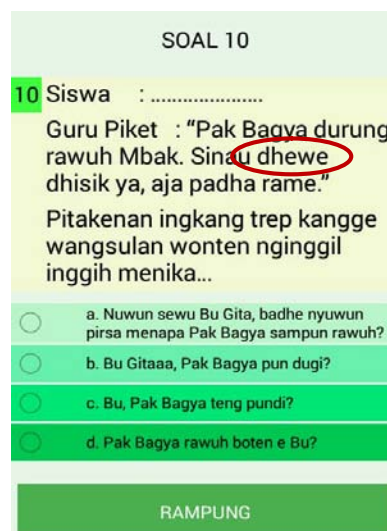 SOAL 10
10 Siswa : .....................
Guru Piket : “Pak Bagya durung
rawuh Mbak. Sinau dhewe
dhisik ya, aja padha rame.”
Pitakenan ingkang trep kangge
wangsulan wonten nginggil
inggih menika...
a. Nuwun sewu Bu Gita, badhe nyuwun
pirsa menapa Pak Bagya sampun rawuh?
b. Bu Gitaaa, Pak Bagya pun dugi?
c. Bu, Pak Bagya teng pundi?
d. Pak Bagya rawuh boten e Bu?
RAMPUNG